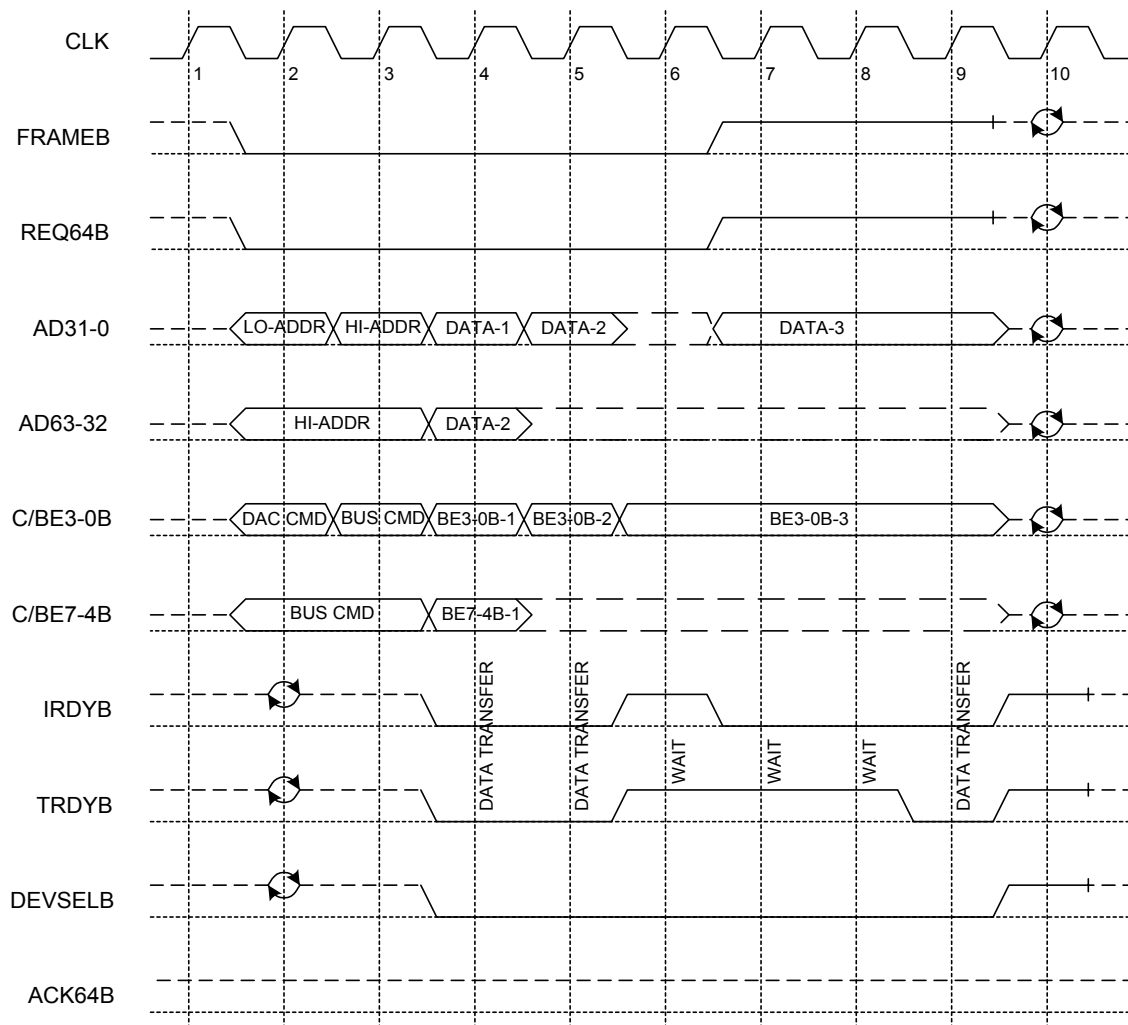 CLK
1 2 3 4 5 6 7 8 9 10
FRAMEB
REQ64B
AD31-0 LO-ADDR HI-ADDR DATA-1 DATA-2 DATA-3
AD63-32 HI-ADDR DATA-2
C/BE3-0B DAC CMD BUS CMD BE3-0B-1 BE3-0B-2 BE3-0B-3
C/BE7-4B BUS CMD BE7-4B-1
IRDYB
DATA TRANSFER DATA TRANSFER WAIT WAIT WAIT DATA TRANSFER
TRDYB
DEVSELB
ACK64B